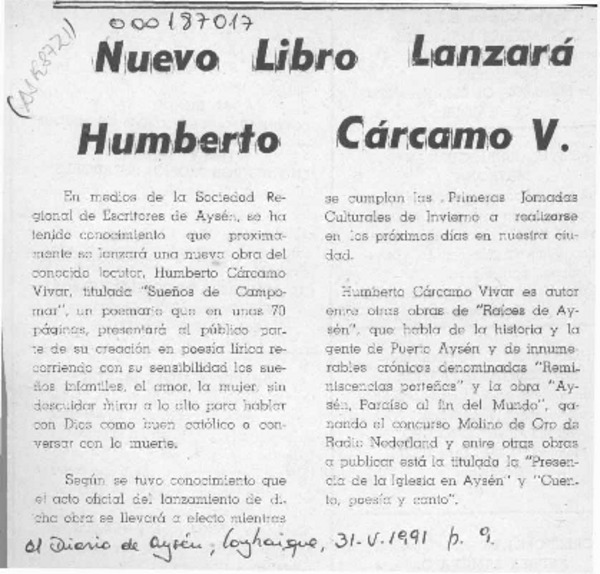 000187017
Nuevo Libro Lanzará
Humberto Cárcamo V.
En medios de la Sociedad Re-
gional de Escritores de Aysén, se ha
tenido conocimiento que proxima-
mente se lanzará una nueva obra del
conocido locutor, Humberto Cárcamo
Vivar, titulada "Sueños de Campo-
mar", un poemario que en unas 70
páginas, presentará al público par-
te de su creación en poesía lírica re-
corriendo con su sensibilidad los sue-
ños infantiles, el amor, la mujer, sin
descuidar mirar a lo alto para hablar
con Dios como buen católico o con-
versar con la muerte.
Según se tuvo conocimiento que
el acto oficial del lanzamiento de di-
cha obra se llevará a efecto mientras
se cumplan las Primeras Jornadas
Culturales de Invierno a realizarse
en los próximos días en nuestra ciu-
dad.
Humberto Cárcamo Vivar es autor
entre otras obras de "Raíces de Ay-
sén", que habla de la historia y la
gente de Puerto Aysén y de innume-
rables crónicas denominadas "Remi-
niscencias porteñas" y la obra "Ay-
sén, Paraíso al fin del Mundo", ga-
nando el concurso Molino de Oro de
Radio Nederland y entre otras obras
a publicar está la titulada la "Presen-
cia de la Iglesia en Aysén" y "Cuen-
to, poesía y canto".
El Diario de Aysén, Coyhaique, 31-V-1991 p. 9.